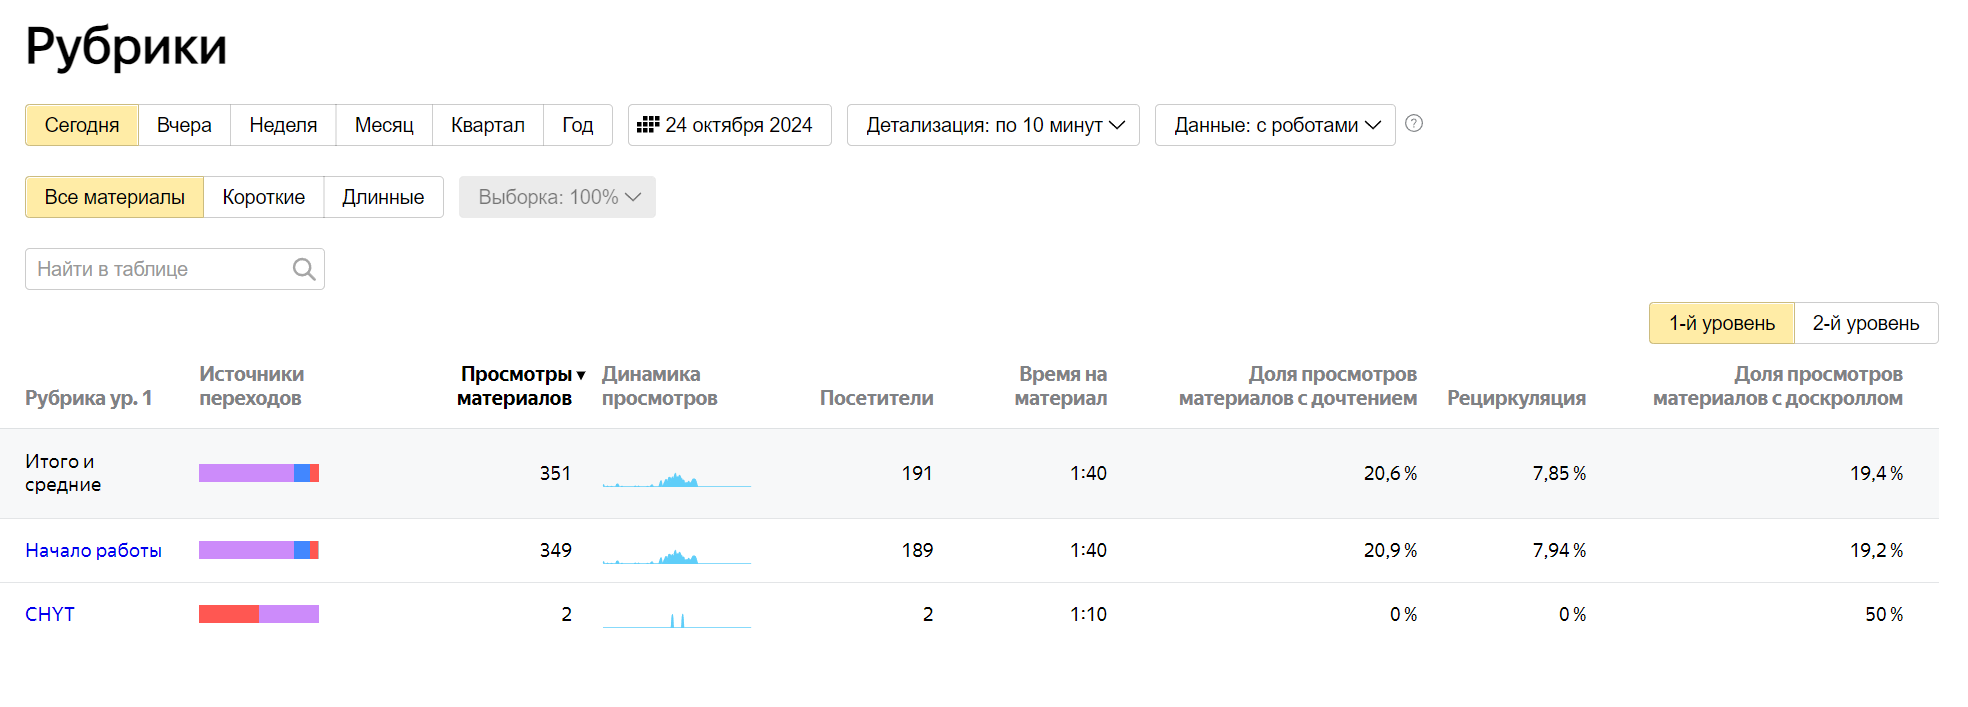 Рубрики
Сегодня Вчера Неделя Месяц Квартал Год 24 октября 2024 Детализация: по 10 минут Данные: с роботами ?
Все материалы Короткие Длинные Выборка: 100%
Найти в таблице
1-й уровень 2-й уровень
Рубрика ур. 1
Источники
переходов
Просмотры▼
материалов
Динамика
просмотров
Посетители
Время на
материал
Доля просмотров
материалов с дочтением
Рециркуляция
Доля просмотров
материалов с доскроллом
Итого и
средние
351 191 1:40 20,6 % 7,85 % 19,4 %
Начало работы 349 189 1:40 20,9 % 7,94 % 19,2 %
CHYT 2 2 1:10 0 % 0 % 50 %